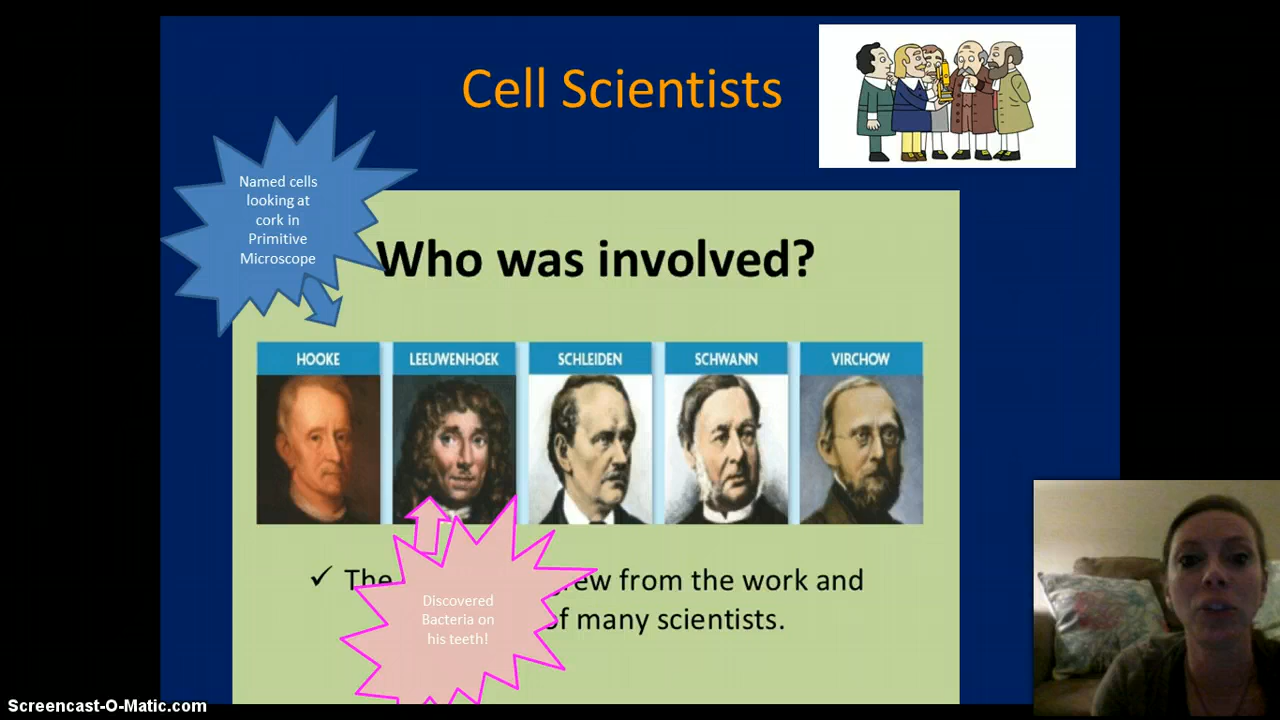 Cell Scientists
Named cells
looking at
cork in
Primitive
Microscope
Who was involved?
HOOKE
LEEUWENHOEK
SCHLEIDEN
SCHWANN
VIRCHOW
✓ The rew from the work and
of many scientists.
Discovered
Bacteria on
his teeth!
Screencast-O-Matic.com